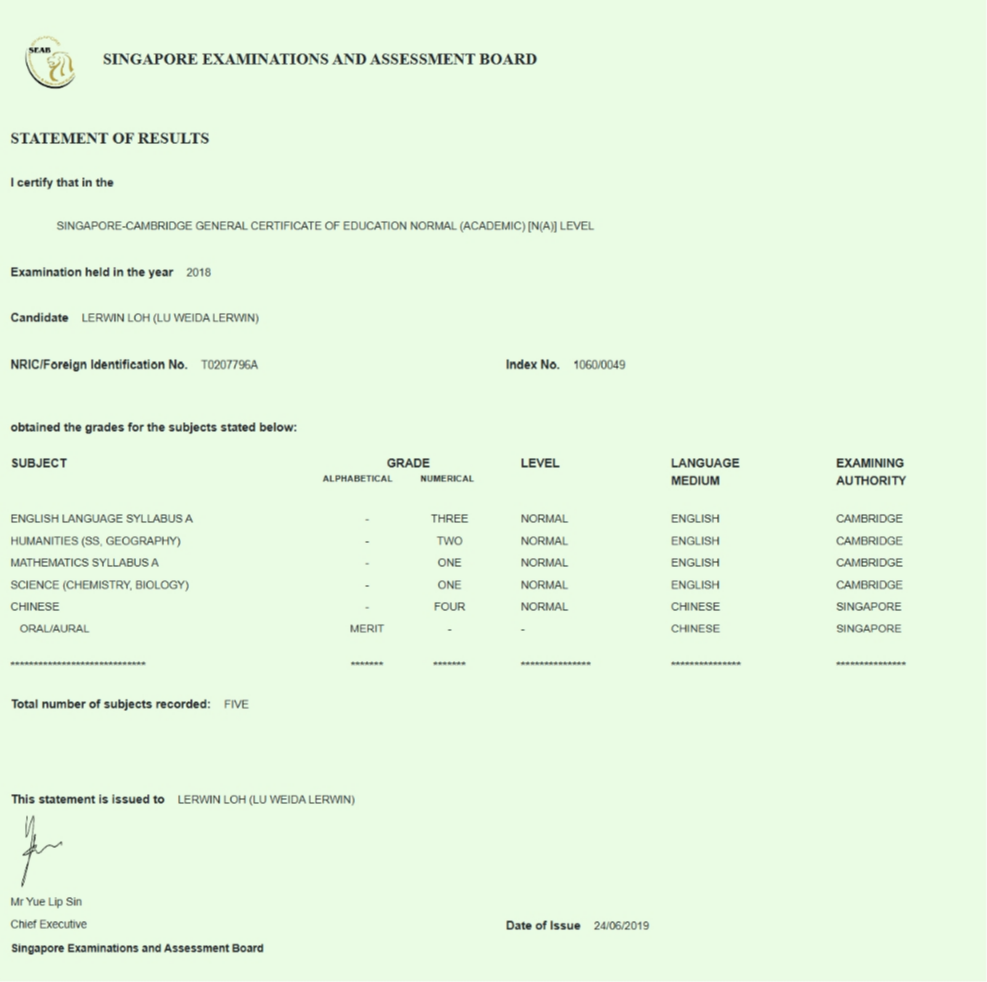 SEAB
SINGAPORE EXAMINATIONS AND ASSESSMENT BOARD
STATEMENT OF RESULTS
I certify that in the
SINGAPORE-CAMBRIDGE GENERAL CERTIFICATE OF EDUCATION NORMAL (ACADEMIC) [N(A)] LEVEL
Examination held in the year 2018
Candidate LERWIN LOH (LU WEIDA LERWIN)
NRIC/Foreign Identification No. T0207796A Index No. 1060/0049
obtained the grades for the subjects stated below:
SUBJECT GRADE LEVEL LANGUAGE EXAMINING
ALPHABETICAL NUMERICAL MEDIUM AUTHORITY
ENGLISH LANGUAGE SYLLABUS A - THREE NORMAL ENGLISH CAMBRIDGE
HUMANITIES (SS, GEOGRAPHY) - TWO NORMAL ENGLISH CAMBRIDGE
MATHEMATICS SYLLABUS A - ONE NORMAL ENGLISH CAMBRIDGE
SCIENCE (CHEMISTRY, BIOLOGY) - ONE NORMAL ENGLISH CAMBRIDGE
CHINESE - FOUR NORMAL CHINESE SINGAPORE
ORAL/AURAL MERIT - - CHINESE SINGAPORE
***************************** ******* ******* *************** *************** ***************
Total number of subjects recorded: FIVE
This statement is issued to LERWIN LOH (LU WEIDA LERWIN)
Mr Yue Lip Sin
Chief Executive Date of Issue 24/06/2019
Singapore Examinations and Assessment Board